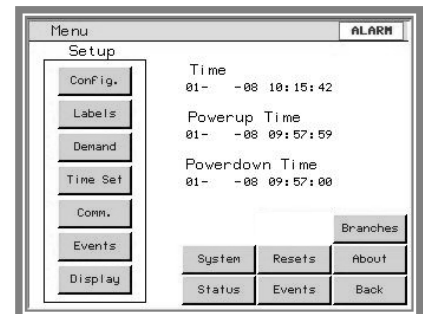 Menu
ALARM
Setup
Config.
Labels
Demand
Time Set
Comm.
Events
Display
Time
01- -08 10:15:42
Powerup Time
01- -08 09:57:59
Powerdown Time
01- -08 09:57:00
Branches
System
Resets
About
Status
Events
Back